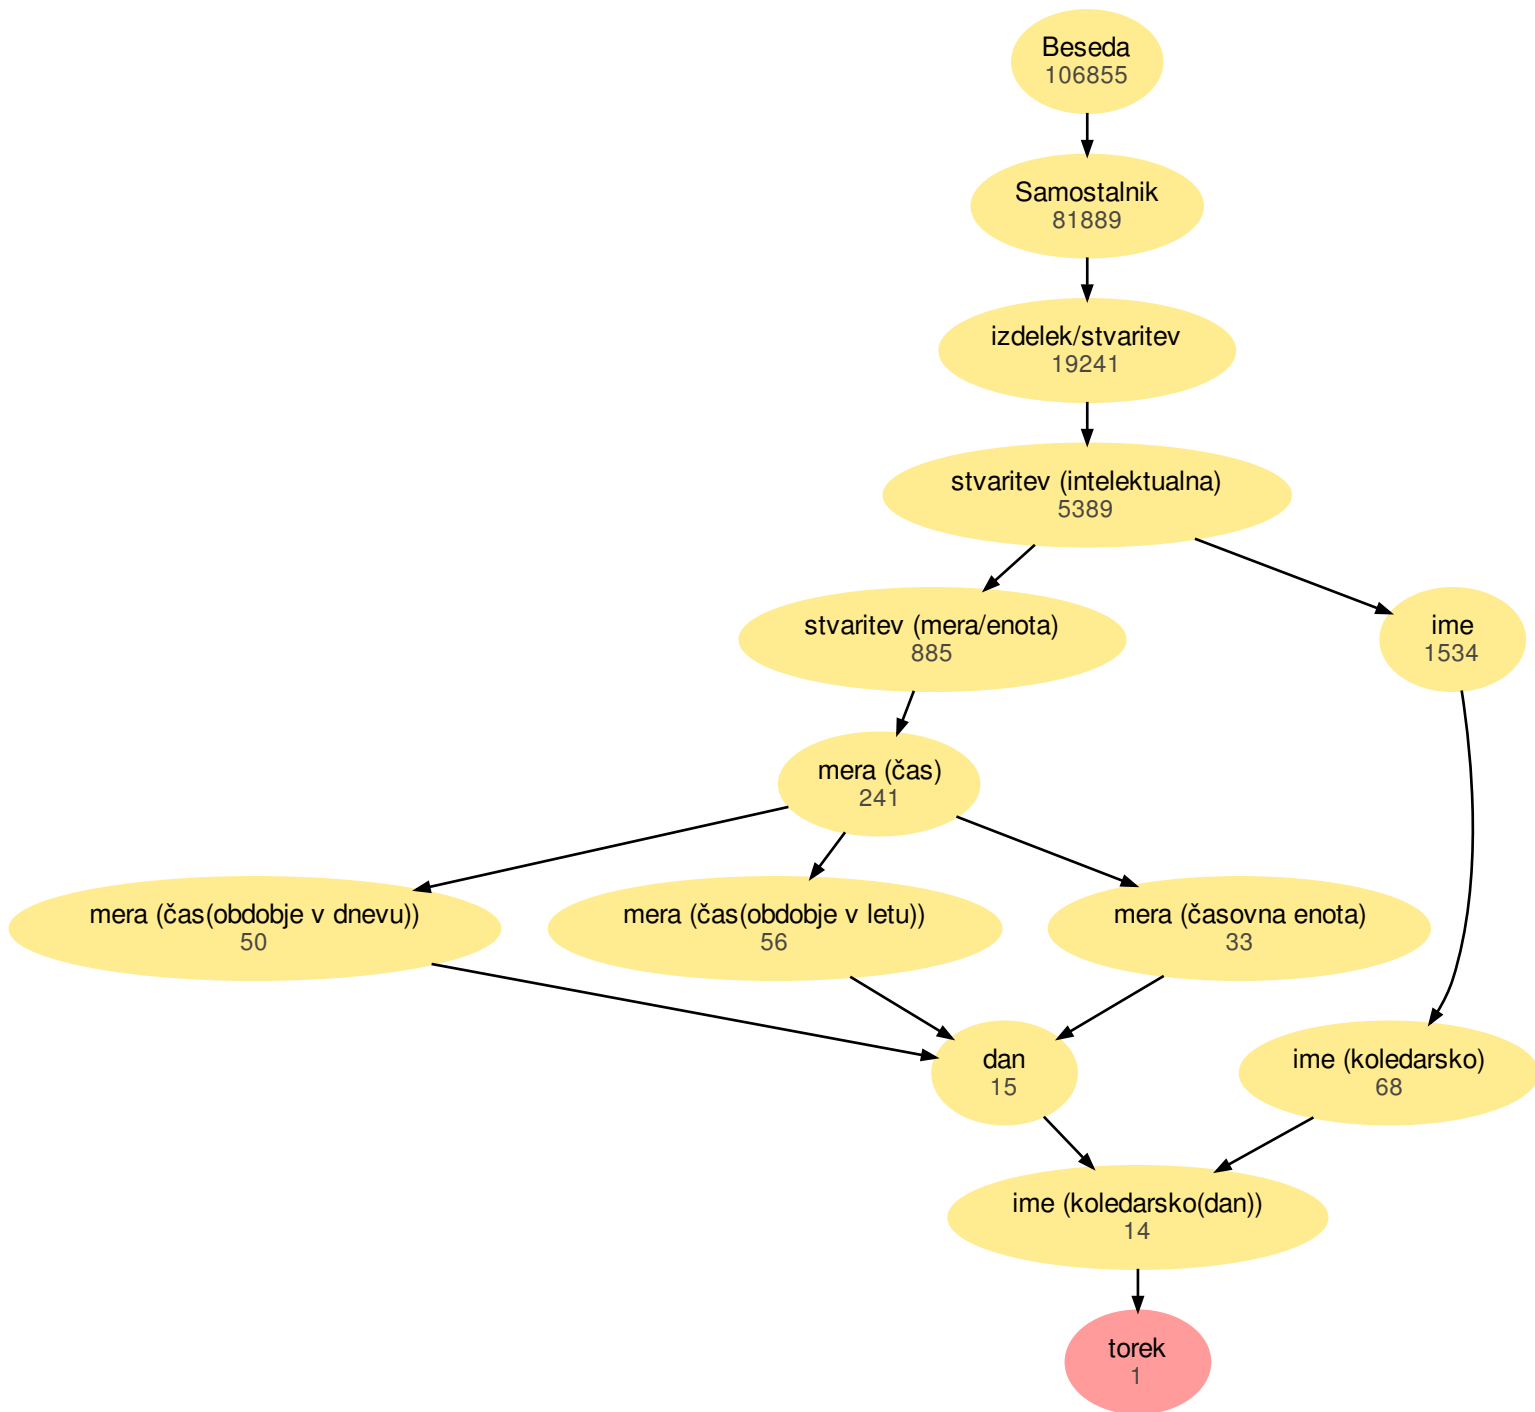 Beseda
106855
Samostalnik
81889
izdelek/stvaritev
19241
stvaritev (intelektualna)
5389
stvaritev (mera/enota)
885
ime
1534
mera (čas)
241
mera (čas(obdobje v dnevu))
50
mera (čas(obdobje v letu))
56
mera (časovna enota)
33
dan
15
ime (koledarsko)
68
ime (koledarsko(dan))
14
torek
1